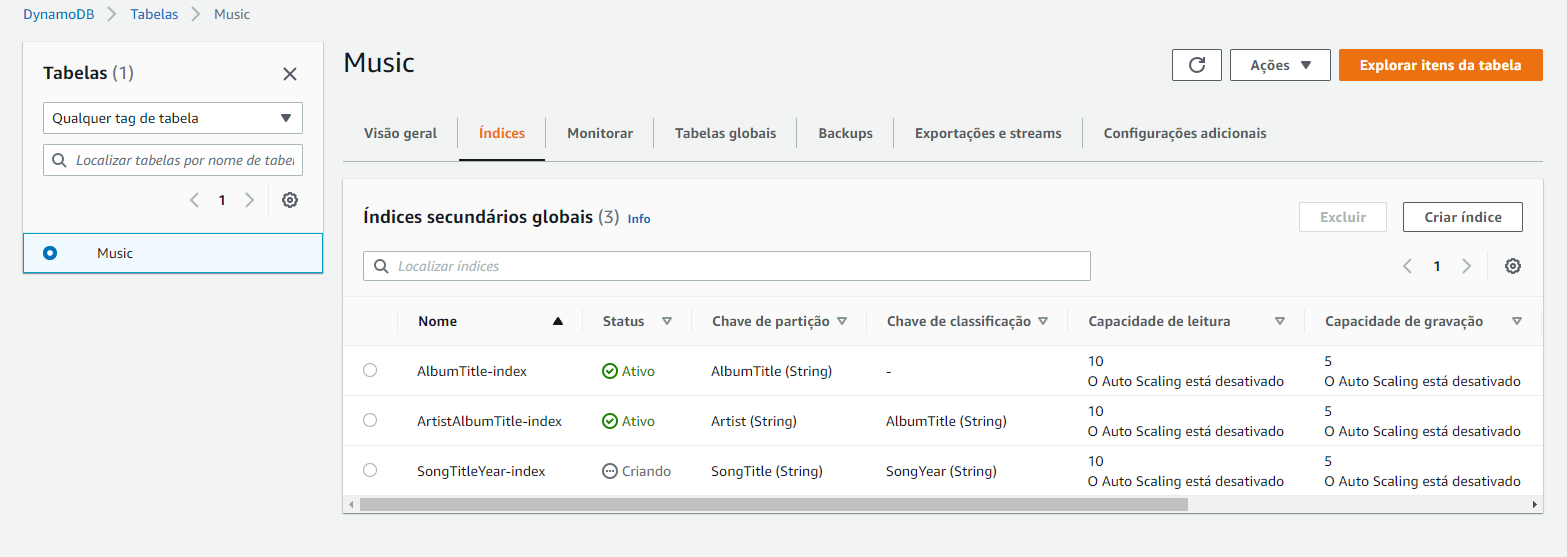 DynamoDB > Tabelas > Music
Tabelas (1)
Qualquer tag de tabela
Localizar tabelas por nome de tabel
1
Music
Music
Ações
Explorar itens da tabela
Visão geral
Índices
Monitorar
Tabelas globais
Backups
Exportações e streams
Configurações adicionais
Índices secundários globais (3) Info
Excluir
Criar índice
Localizar índices
1
Nome Status Chave de partição Chave de classificação Capacidade de leitura Capacidade de gravação
AlbumTitle-index Ativo AlbumTitle (String) - 10 5
O Auto Scaling está desativado O Auto Scaling está desativado
ArtistAlbumTitle-index Ativo Artist (String) AlbumTitle (String) 10 5
O Auto Scaling está desativado O Auto Scaling está desativado
SongTitleYear-index Criando SongTitle (String) SongYear (String) 10 5
O Auto Scaling está desativado O Auto Scaling está desativado